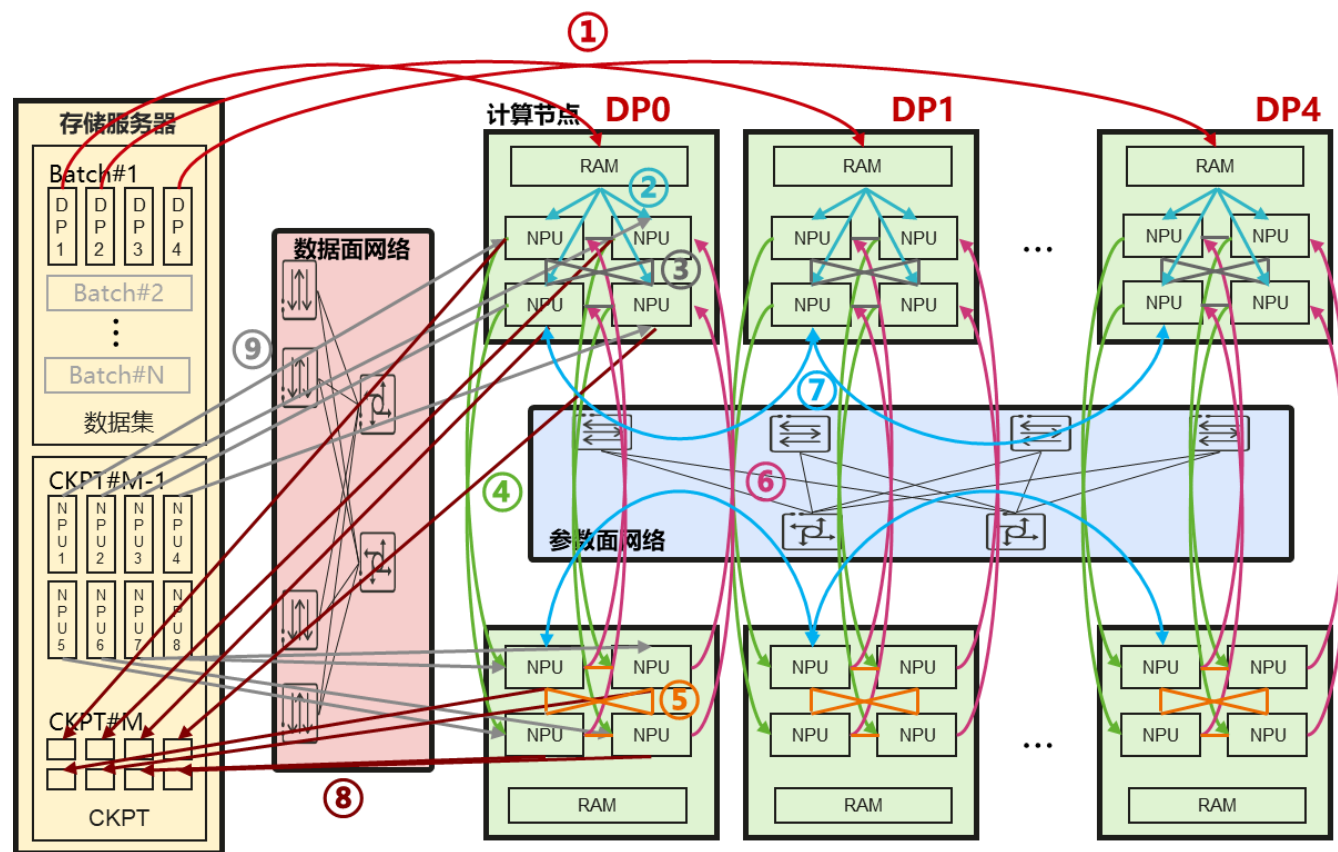 ①
存储服务器
Batch#1
DP1
DP2
DP3
DP4
Batch#2
⋮
Batch#N
数据集
CKPT#M-1
NPU1
NPU2
NPU3
NPU4
NPU5
NPU6
NPU7
NPU8
CKPT#M
CKPT
数据面网络
⑨
⑧
计算节点
DP0
DP1
DP4
RAM
RAM
RAM
②
NPU
NPU
NPU
NPU
...
NPU
NPU
③
NPU
NPU
NPU
NPU
NPU
NPU
⑦
④
⑥
参数面网络
NPU
NPU
NPU
NPU
NPU
NPU
⑤
NPU
NPU
NPU
NPU
...
NPU
NPU
RAM
RAM
RAM